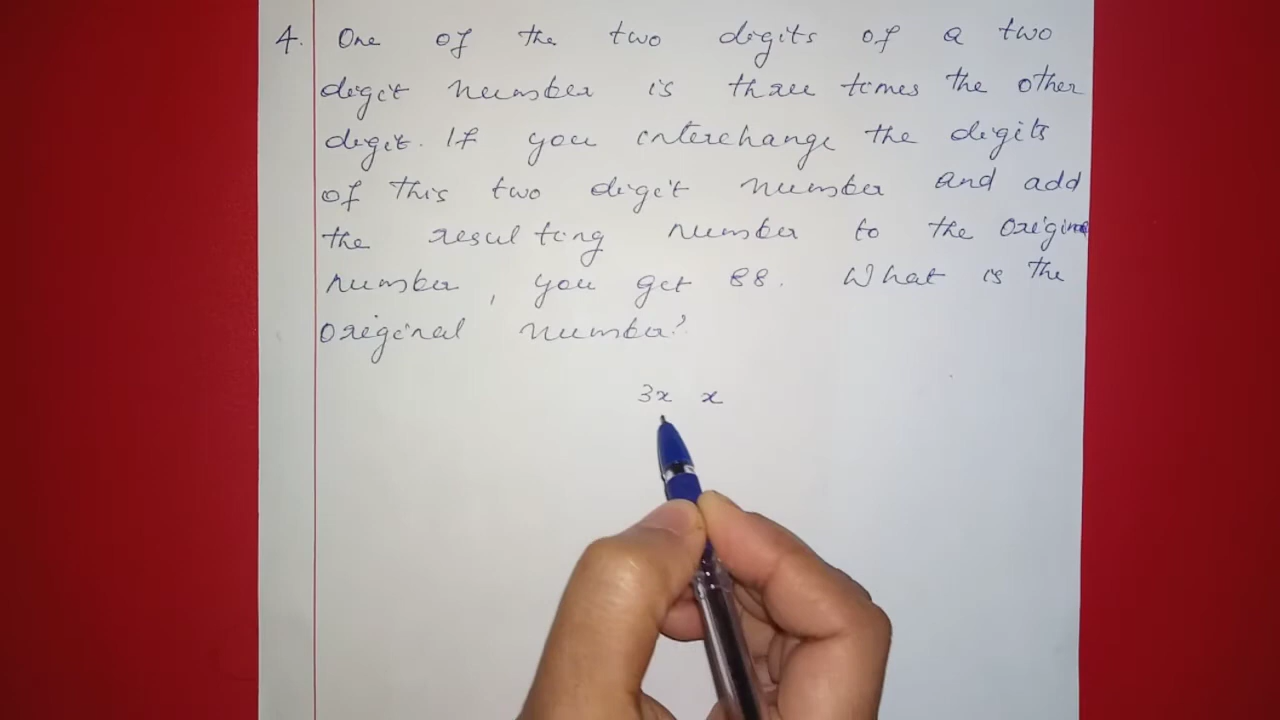 4. One of the two digits of a two
digit number is three times the other
digit. If you interchange the digits
of this two digit number and add
the resulting number to the original
number, you get 88. What is the
original number?
3x x